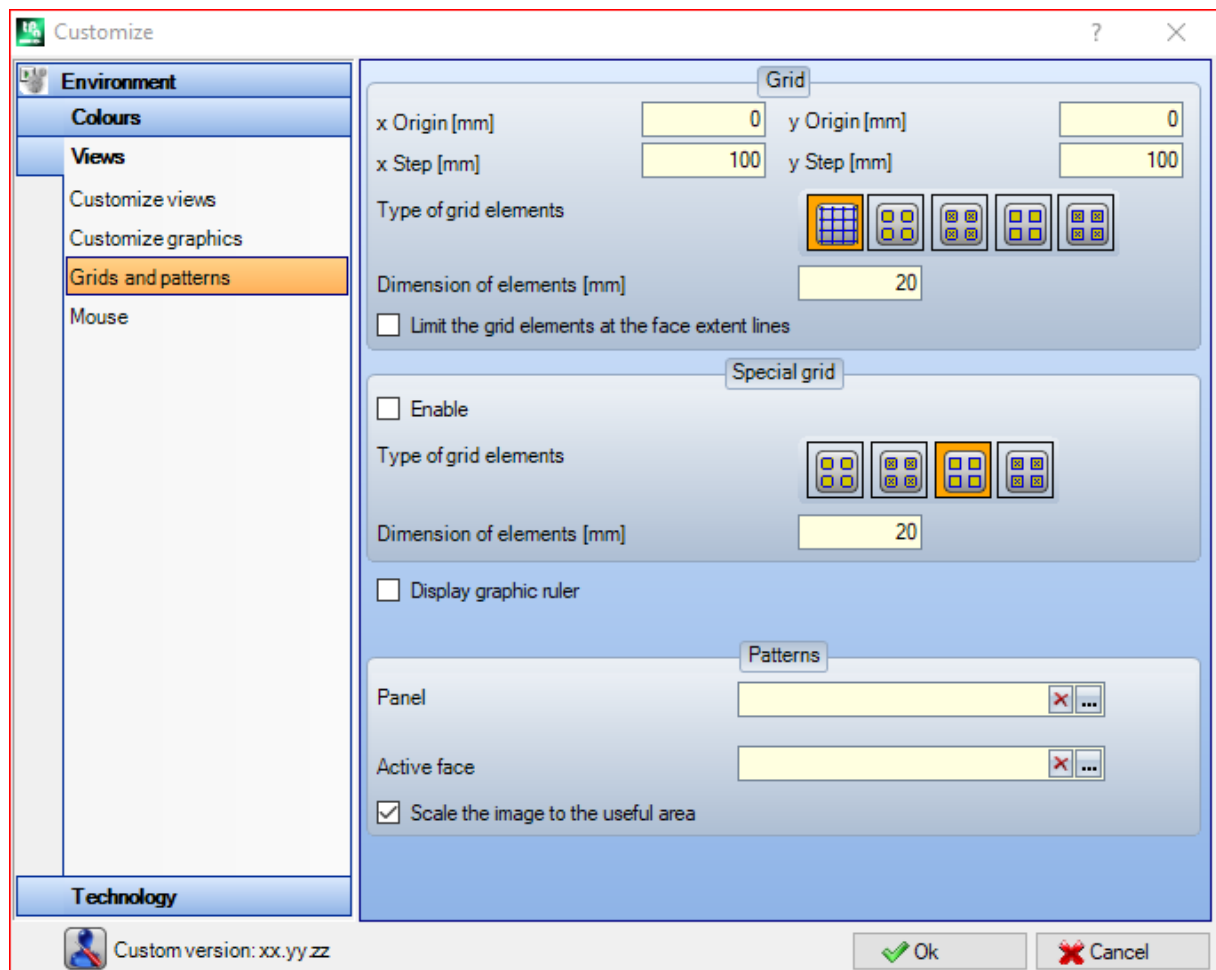 Customize ?
Environment
Colours
Views
Customize views
Customize graphics
Grids and patterns
Mouse
Technology
Grid
x Origin [mm] 0 y Origin [mm] 0
x Step [mm] 100 y Step [mm] 100
Type of grid elements
Dimension of elements [mm] 20
Limit the grid elements at the face extent lines
Special grid
Enable
Type of grid elements
Dimension of elements [mm] 20
Display graphic ruler
Patterns
Panel ...
Active face ...
Scale the image to the useful area
Custom version: xx.yy.zz
Ok Cancel